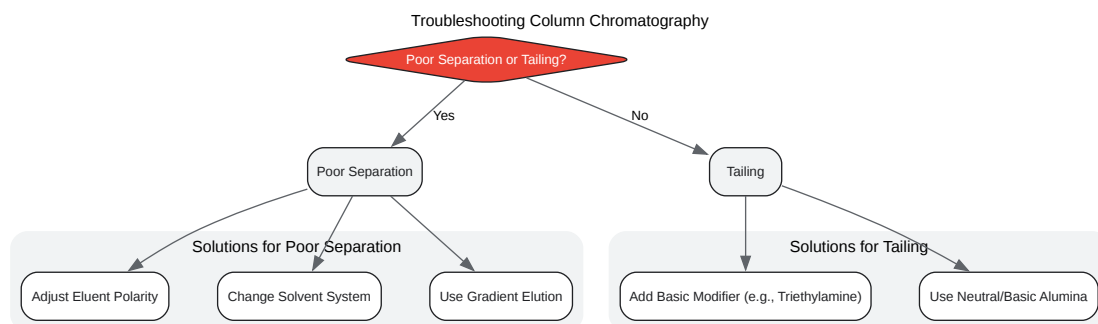 Troubleshooting Column Chromatography
Poor Separation or Tailing?
Yes
No
Poor Separation
Tailing
Solutions for Poor Separation
Solutions for Tailing
Adjust Eluent Polarity
Change Solvent System
Use Gradient Elution
Add Basic Modifier (e.g., Triethylamine)
Use Neutral/Basic Alumina